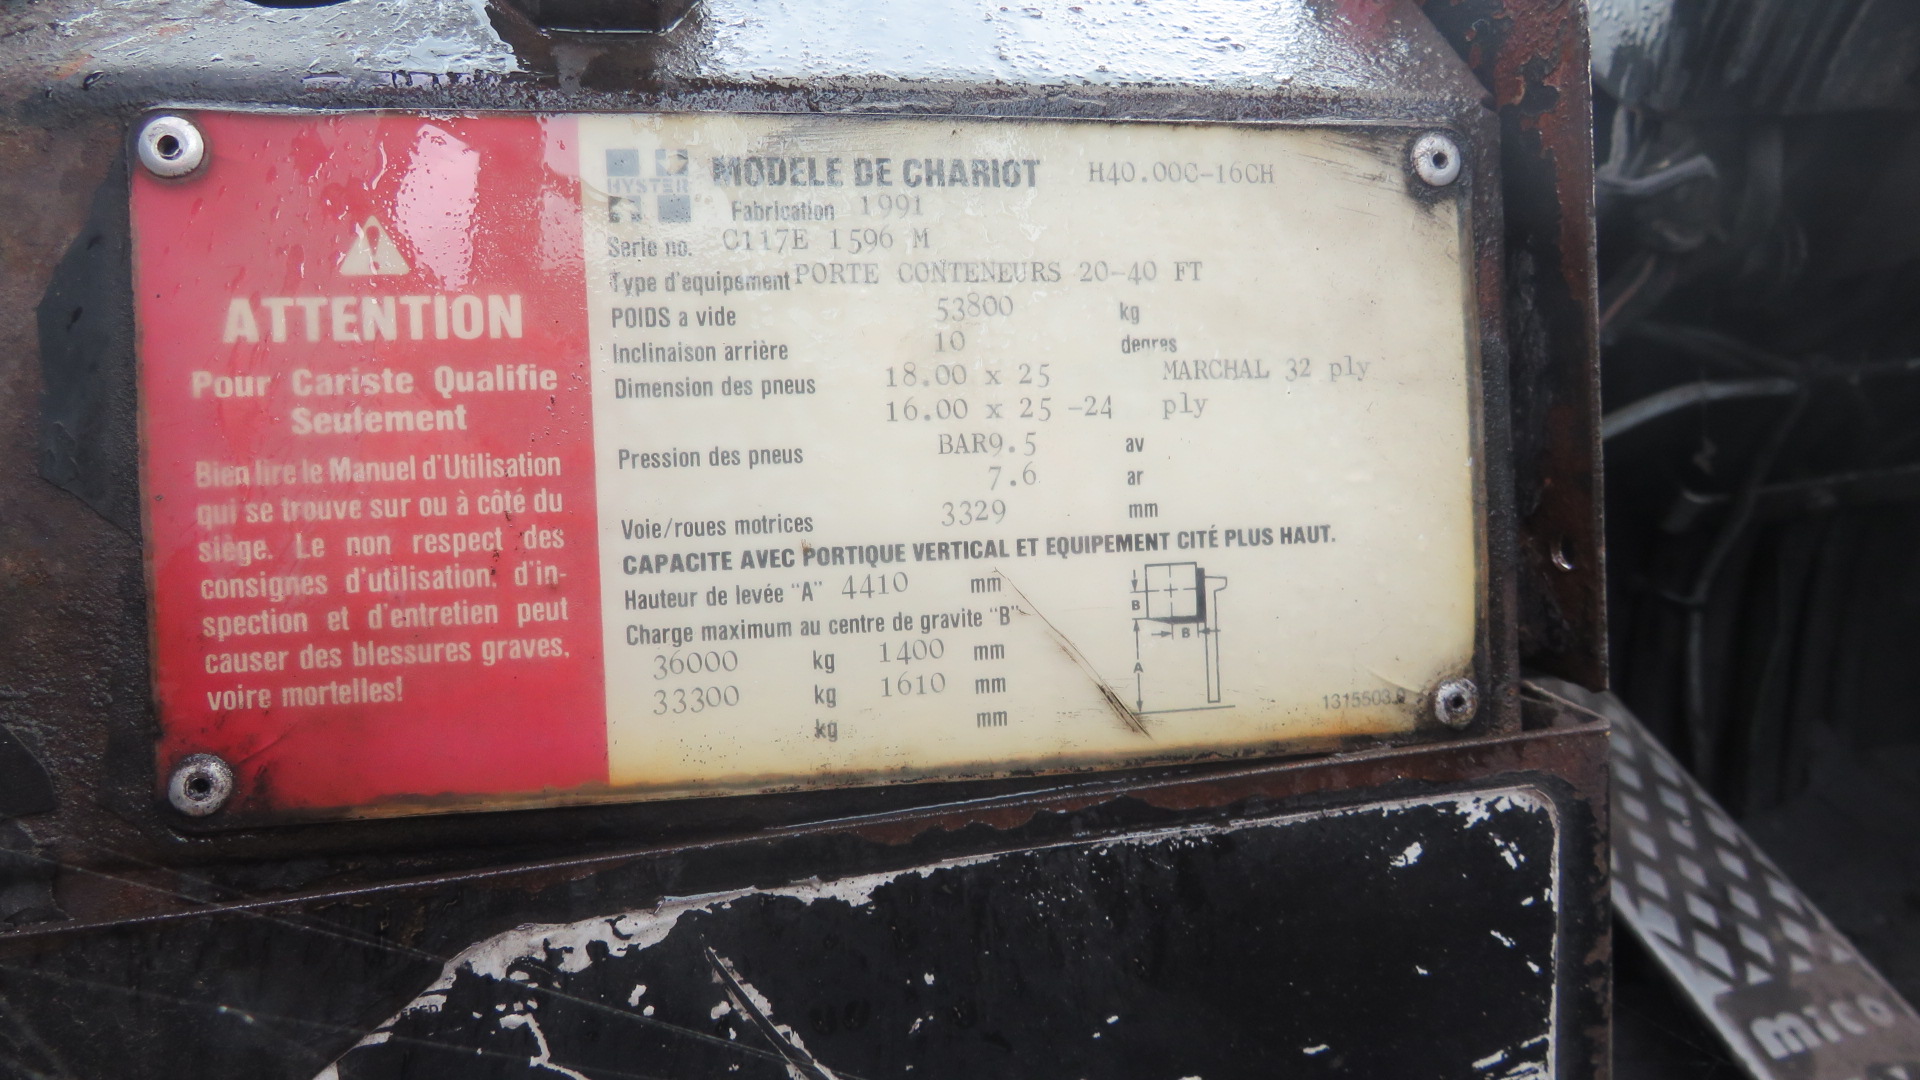 ATTENTION
Pour Cariste Qualifie
Seulement
Bien lire le Manuel d'Utilisation
qui se trouve sur ou à côté du
siège. Le non respect des
consignes d'utilisation, d'in-
spection et d'entretien peut
causer des blessures graves,
voire mortelles!
HYSTER
MODELE DE CHARIOT H40.00C-16CH
Fabrication 1991
Serie no. C117E 1596 M
Type d'equipement PORTE CONTENEURS 20-40 FT
POIDS a vide 53800 kg
Inclinaison arrière 10 degres
Dimension des pneus 18.00 x 25 MARCHAL 32 ply
16.00 x 25 -24 ply
Pression des pneus BAR9.5 av
7.6 ar
Voie/roues motrices 3329 mm
CAPACITE AVEC PORTIQUE VERTICAL ET EQUIPEMENT CITÉ PLUS HAUT.
Hauteur de levée "A" 4410 mm
Charge maximum au centre de gravite "B"
36000 kg 1400 mm
33300 kg 1610 mm
kg mm
B
B
A
mico